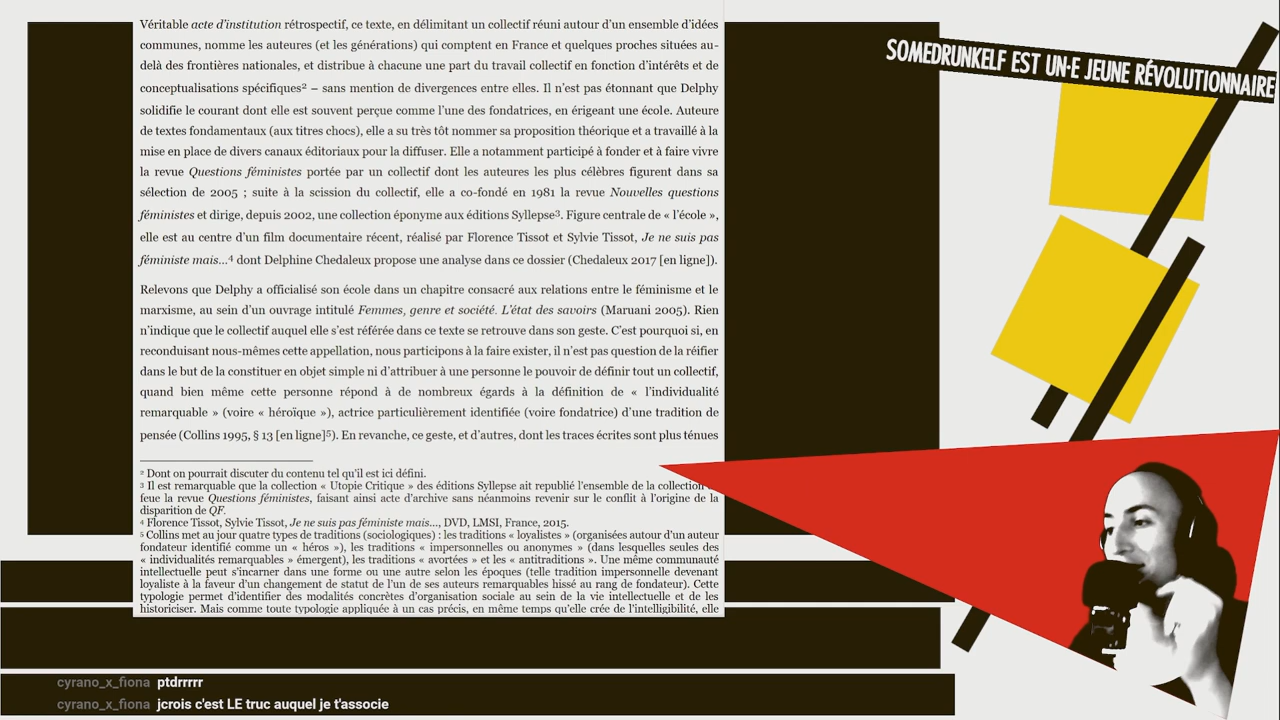 Véritable acte d'institution rétrospectif, ce texte, en délimitant un collectif réuni autour d'un ensemble d'idées
communes, nomme les auteures (et les générations) qui comptent en France et quelques proches situées au-
delà des frontières nationales, et distribue à chacune une part du travail collectif en fonction d'intérêts et de
conceptualisations spécifiques² – sans mention de divergences entre elles. Il n'est pas étonnant que Delphy
solidifie le courant dont elle est souvent perçue comme l'une des fondatrices, en érigeant une école. Auteure
de textes fondamentaux (aux titres chocs), elle a su très tôt nommer sa proposition théorique et a travaillé à la
mise en place de divers canaux éditoriaux pour la diffuser. Elle a notamment participé à fonder et à faire vivre
la revue Questions féministes portée par un collectif dont les auteures les plus célèbres figurent dans sa
sélection de 2005 ; suite à la scission du collectif, elle a co-fondé en 1981 la revue Nouvelles questions
féministes et dirige, depuis 2002, une collection éponyme aux éditions Syllepse³. Figure centrale de « l'école »,
elle est au centre d'un film documentaire récent, réalisé par Florence Tissot et Sylvie Tissot, Je ne suis pas
féministe mais...⁴ dont Delphine Chedaleux propose une analyse dans ce dossier (Chedaleux 2017 [en ligne]).
Relevons que Delphy a officialisé son école dans un chapitre consacré aux relations entre le féminisme et le
marxisme, au sein d'un ouvrage intitulé Femmes, genre et société. L'état des savoirs (Maruani 2005). Rien
n'indique que le collectif auquel elle s'est référée dans ce texte se retrouve dans son geste. C'est pourquoi si, en
reconduisant nous-mêmes cette appellation, nous participons à la faire exister, il n'est pas question de la réifier
dans le but de la constituer en objet simple ni d'attribuer à une personne le pouvoir de définir tout un collectif,
quand bien même cette personne répond à de nombreux égards à la définition de « l'individualité
remarquable » (voire « héroïque »), actrice particulièrement identifiée (voire fondatrice) d'une tradition de
pensée (Collins 1995, § 13 [en ligne]⁵). En revanche, ce geste, et d'autres, dont les traces écrites sont plus ténues
² Dont on pourrait discuter du contenu tel qu'il est ici défini.
³ Il est remarquable que la collection « Utopie Critique » des éditions Syllepse ait republié l'ensemble de la collection
feue la revue Questions féministes, faisant ainsi acte d'archive sans néanmoins revenir sur le conflit à l'origine de la
disparition de QF.
⁴ Florence Tissot, Sylvie Tissot, Je ne suis pas féministe mais..., DVD, LMSI, France, 2015.
⁵ Collins met au jour quatre types de traditions (sociologiques) : les traditions « loyalistes » (organisées autour d'un auteur
fondateur identifié comme un « héros »), les traditions « impersonnelles ou anonymes » (dans lesquelles seules des
« individualités remarquables » émergent), les traditions « avortées » et les « antitraditions ». Une même communauté
intellectuelle peut s'incarner dans une forme ou une autre selon les époques (telle tradition impersonnelle devenant
loyaliste à la faveur d'un changement de statut de l'un de ses auteurs remarquables hissé au rang de fondateur). Cette
typologie permet d'identifier des modalités concrètes d'organisation sociale au sein de la vie intellectuelle et de les
historiciser. Mais comme toute typologie appliquée à un cas précis, en même temps qu'elle crée de l'intelligibilité, elle
SOMEDRUNKELF EST UN·E JEUNE RÉVOLUTIONNAIRE
cyrano_x_fiona ptdrrrrr
cyrano_x_fiona jcrois c'est LE truc auquel je t'associe